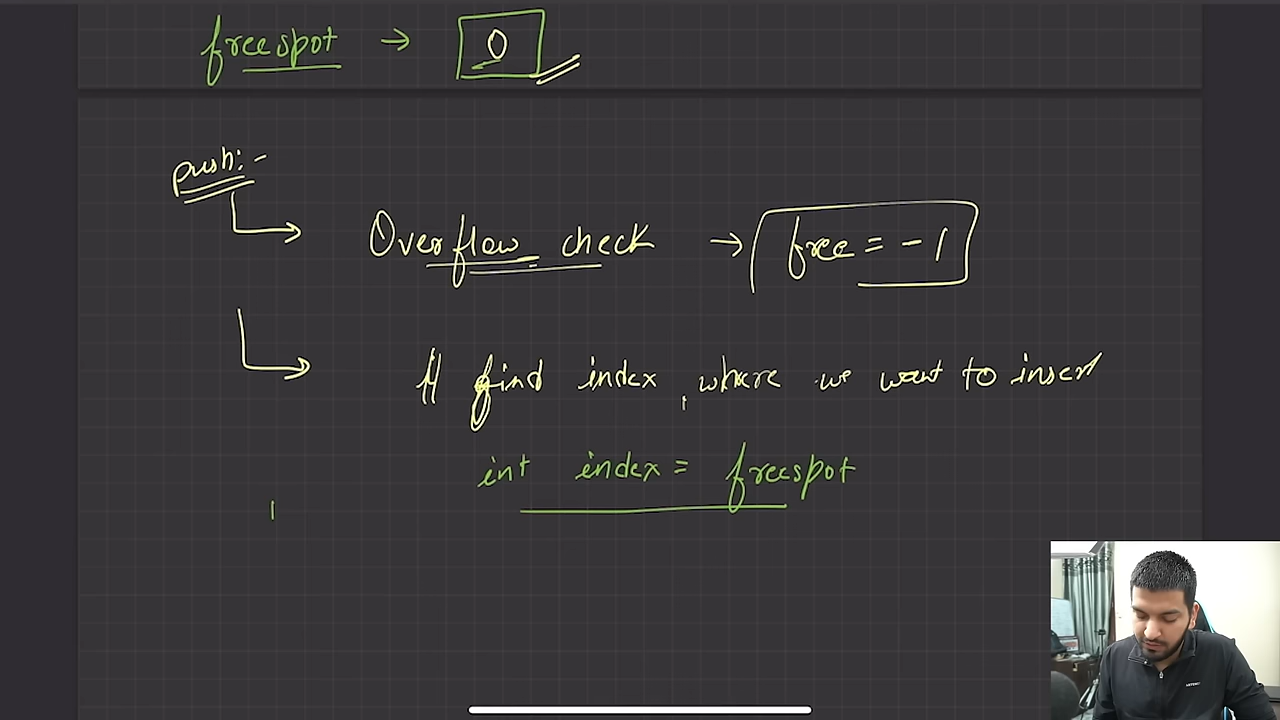 freespot → 0
push:-
Overflow check → free = -1
// find index, where we want to insert
int index = freespot